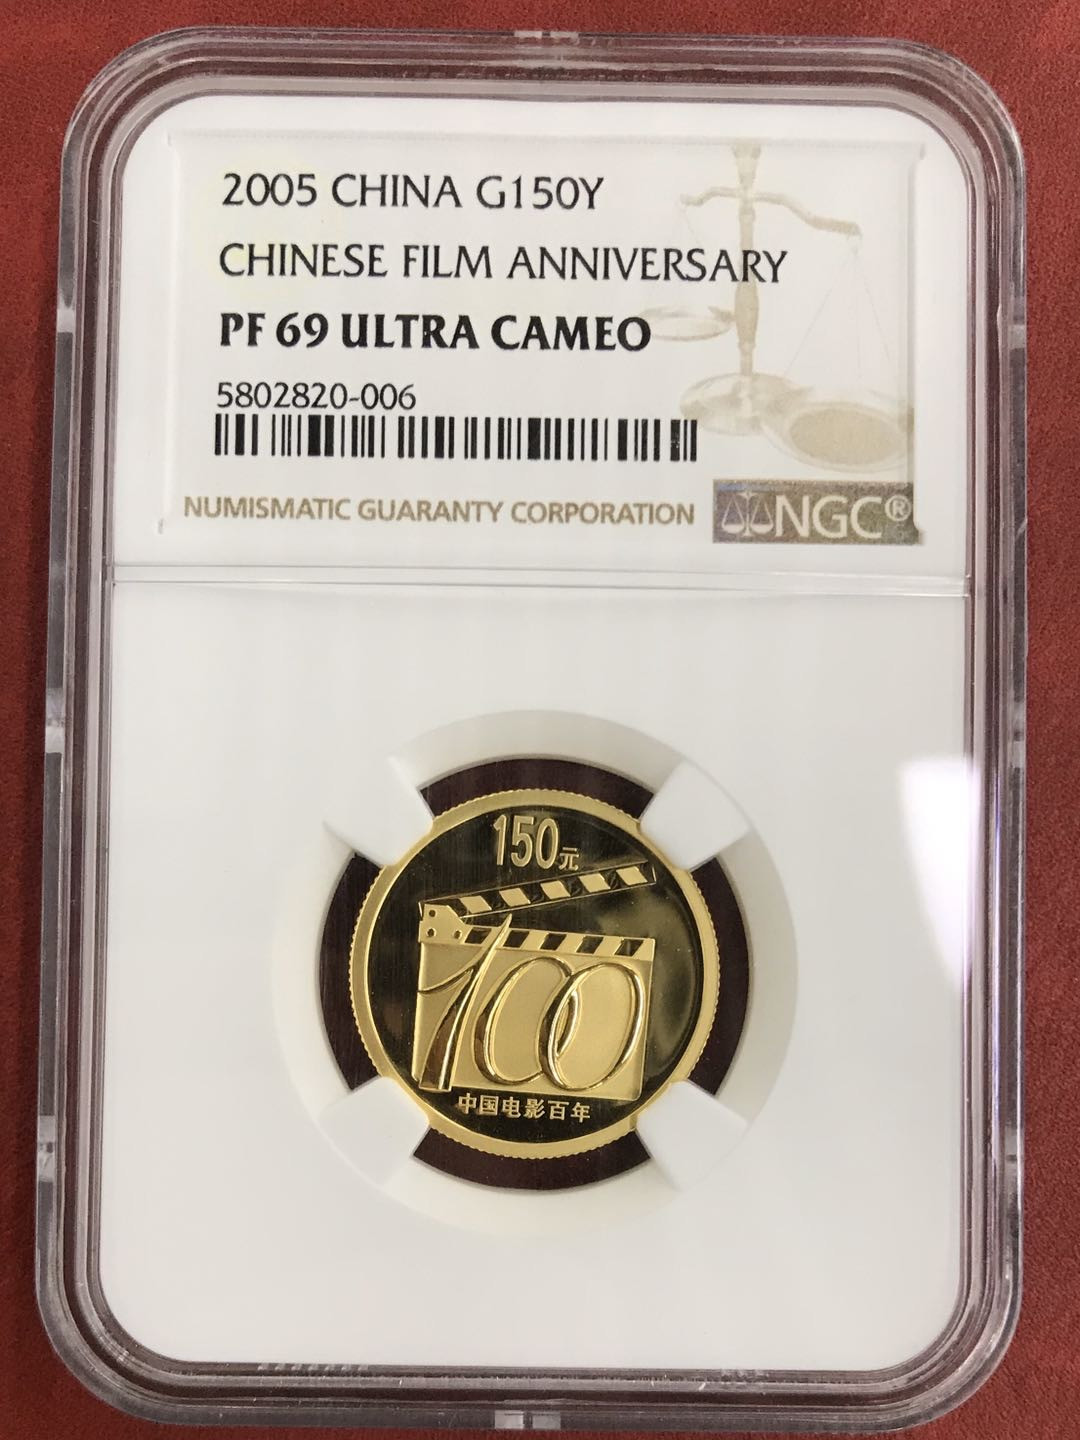 2005 CHINA G150Y
CHINESE FILM ANNIVERSARY
PF 69 ULTRA CAMEO
5802820-006
NUMISMATIC GUARANTY CORPORATION NGC®
150元
100
中国电影百年